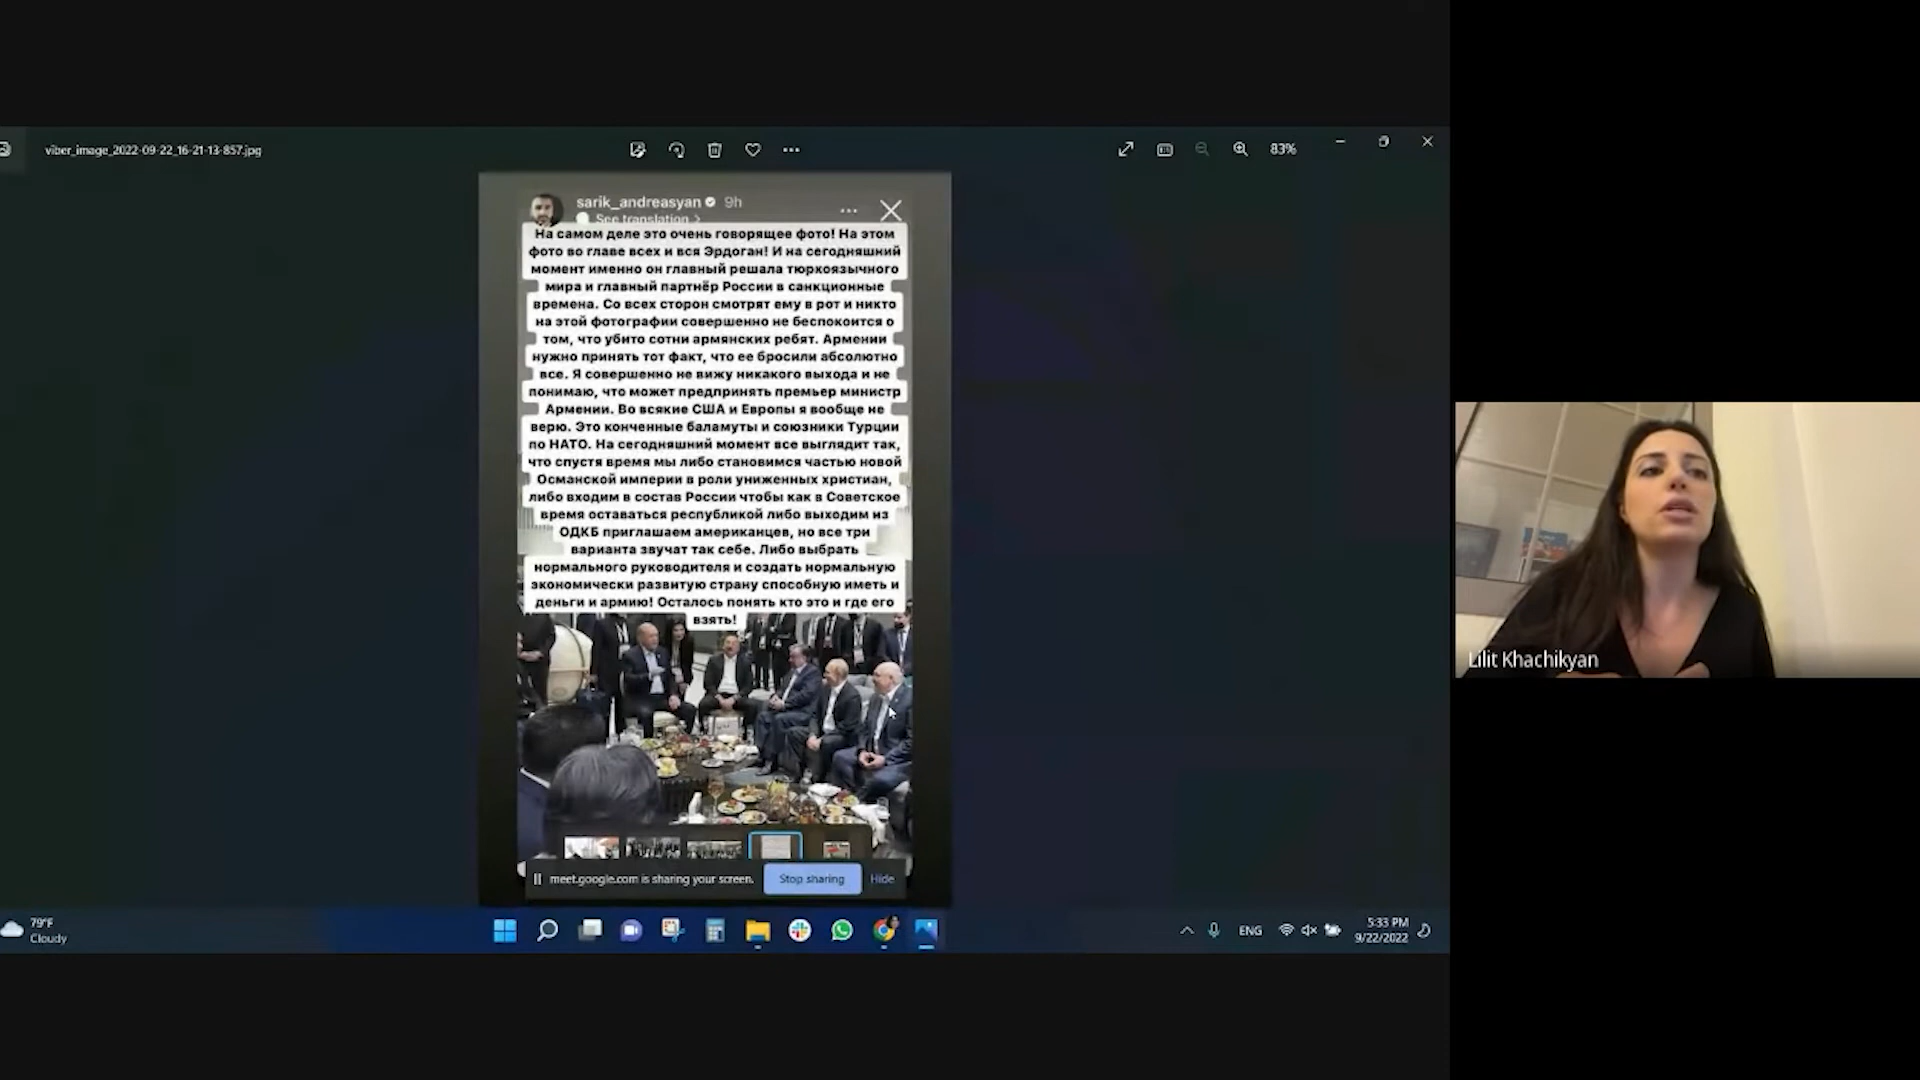 viber_image_2022-09-22_16-21-13-857.jpg
83%
sarik_andreasyan 9h
See translation >
На самом деле это очень говорящее фото! На этом
фото во главе всех и вся Эрдоган! И на сегодняшний
момент именно он главный решала тюркоязычного
мира и главный партнёр России в санкционные
времена. Со всех сторон смотрят ему в рот и никто
на этой фотографии совершенно не беспокоится о
том, что убито сотни армянских ребят. Армении
нужно принять тот факт, что ее бросили абсолютно
все. Я совершенно не вижу никакого выхода и не
понимаю, что может предпринять премьер министр
Армении. Во всякие США и Европы я вообще не
верю. Это конченные баламуты и союзники Турции
по НАТО. На сегодняшний момент все выглядит так,
что спустя время мы либо становимся частью новой
Османской империи в роли униженных христиан,
либо входим в состав России чтобы как в Советское
время оставаться республикой либо выходим из
ОДКБ приглашаем американцев, но все три
варианта звучат так себе. Либо выбрать
нормального руководителя и создать нормальную
экономически развитую страну способную иметь и
деньги и армию! Осталось понять кто это и где его
взять!
meet.google.com is sharing your screen.
Stop sharing
Hide
79°F
Cloudy
ENG
5:33 PM
9/22/2022
Lilit Khachikyan